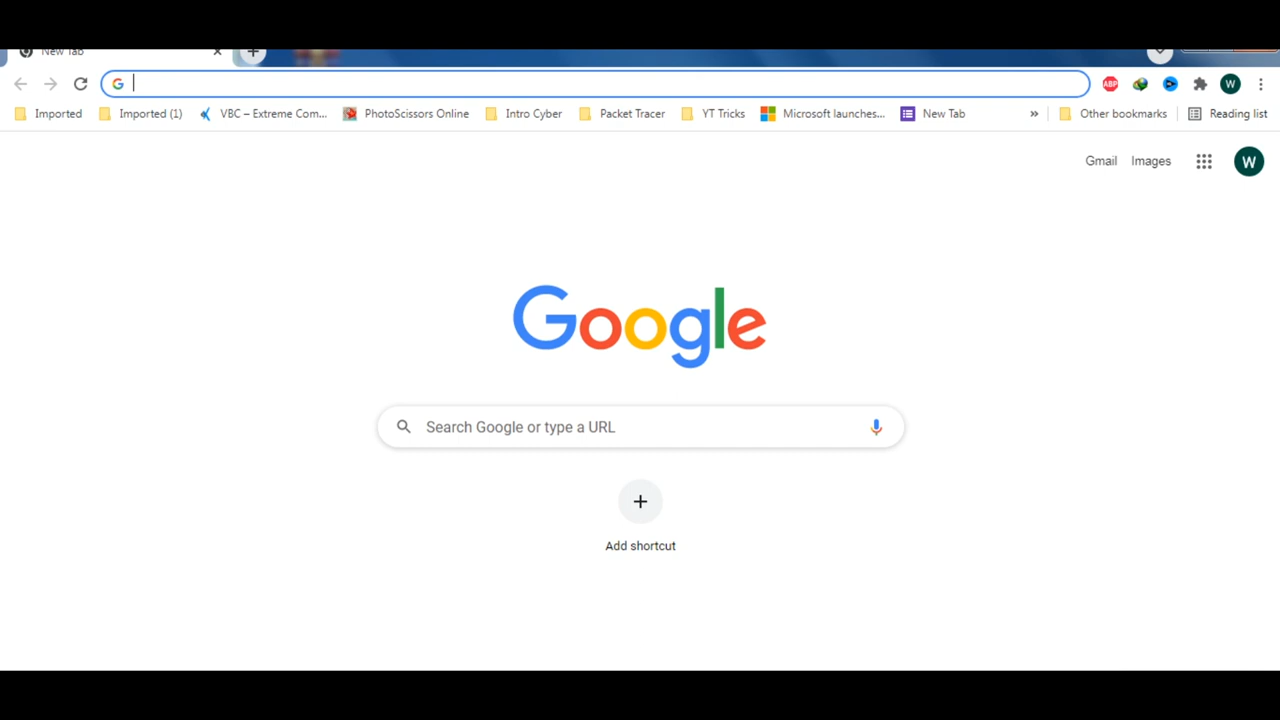 New Tab
Imported Imported (1) VBC – Extreme Com... PhotoScissors Online Intro Cyber Packet Tracer YT Tricks Microsoft launches... New Tab » Other bookmarks Reading list
ABP W
Gmail Images W
Google
Search Google or type a URL
Add shortcut